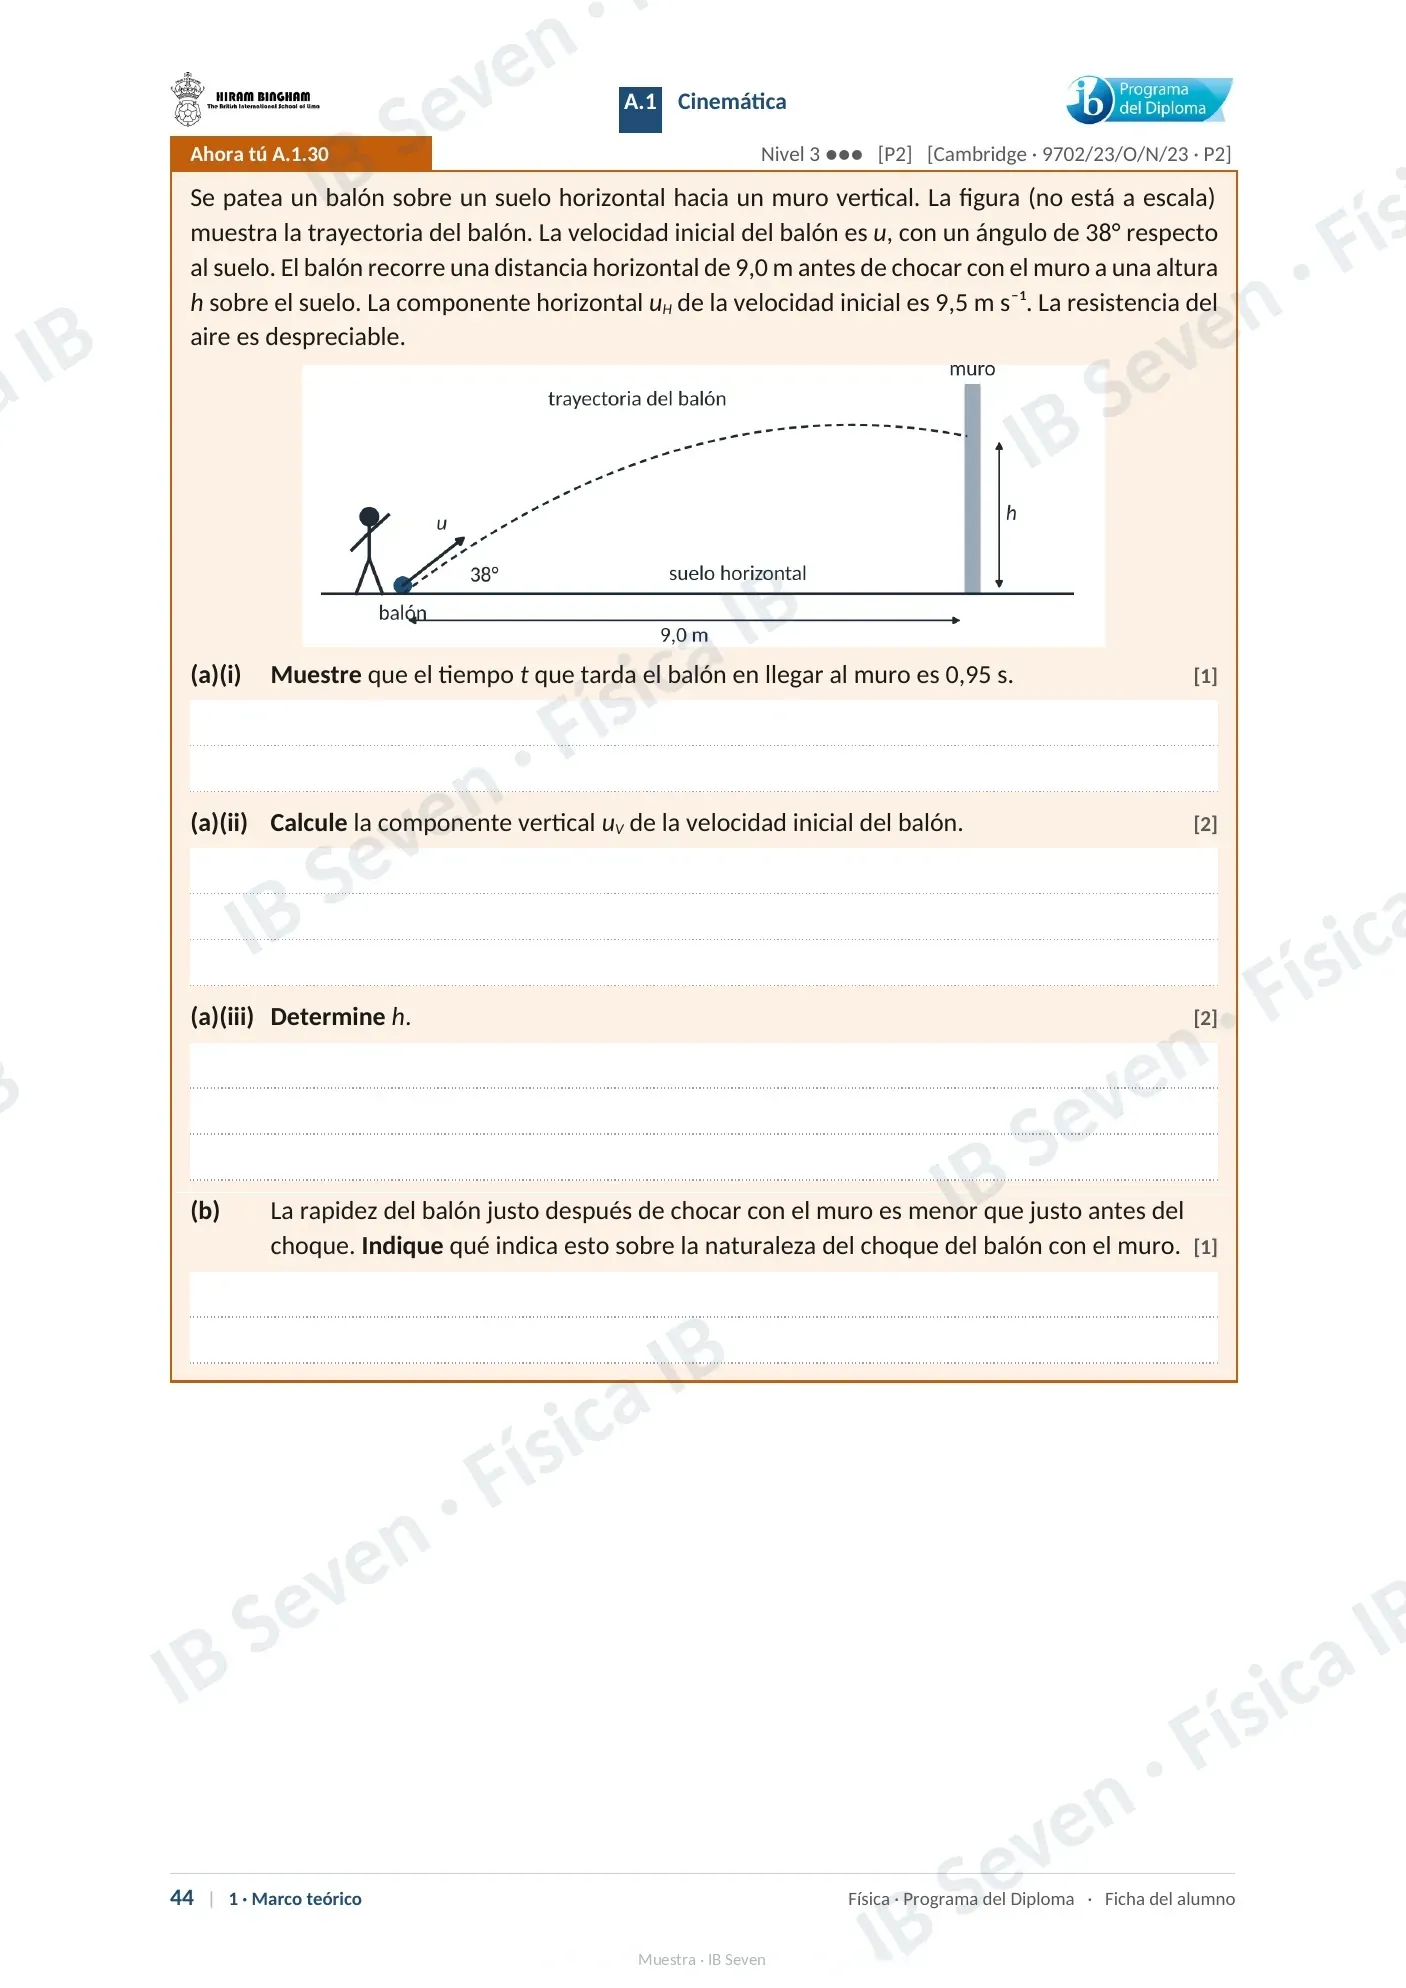 HIRAM BINGHAM
The British International School of Lima
A.1 Cinemática
Programa
del Diploma
Ahora tú A.1.30
Nivel 3 ●●● [P2] [Cambridge · 9702/23/O/N/23 · P2]
Se patea un balón sobre un suelo horizontal hacia un muro vertical. La figura (no está a escala)
muestra la trayectoria del balón. La velocidad inicial del balón es u, con un ángulo de 38° respecto
al suelo. El balón recorre una distancia horizontal de 9,0 m antes de chocar con el muro a una altura
h sobre el suelo. La componente horizontal u_H de la velocidad inicial es 9,5 m s⁻¹. La resistencia del
aire es despreciable.
muro
trayectoria del balón
u
h
38°
suelo horizontal
balón
9,0 m
(a)(i) Muestre que el tiempo t que tarda el balón en llegar al muro es 0,95 s. [1]
(a)(ii) Calcule la componente vertical u_V de la velocidad inicial del balón. [2]
(a)(iii) Determine h. [2]
(b) La rapidez del balón justo después de chocar con el muro es menor que justo antes del
choque. Indique qué indica esto sobre la naturaleza del choque del balón con el muro. [1]
44 | 1 · Marco teórico
Física · Programa del Diploma · Ficha del alumno
Muestra · IB Seven
IB Seven · Física IB